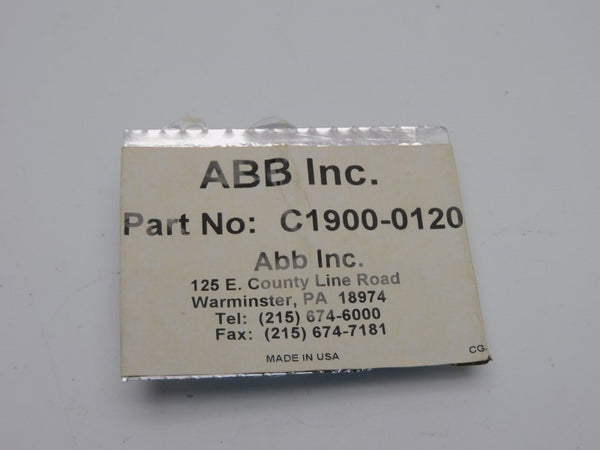 ABB Inc.
Part No: C1900-0120
Abb Inc.
125 E. County Line Road
Warminster, PA 18974
Tel: (215) 674-6000
Fax: (215) 674-7181
MADE IN USA
CG-